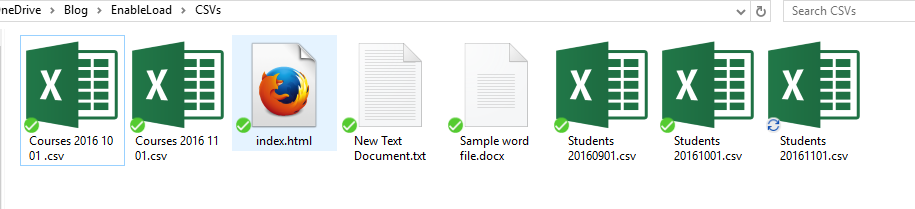 OneDrive > Blog > EnableLoad > CSVs
Search CSVs
Courses 2016 10
01 .csv
Courses 2016 11
01.csv
index.html
New Text
Document.txt
Sample word
file.docx
Students
20160901.csv
Students
20161001.csv
Students
20161101.csv